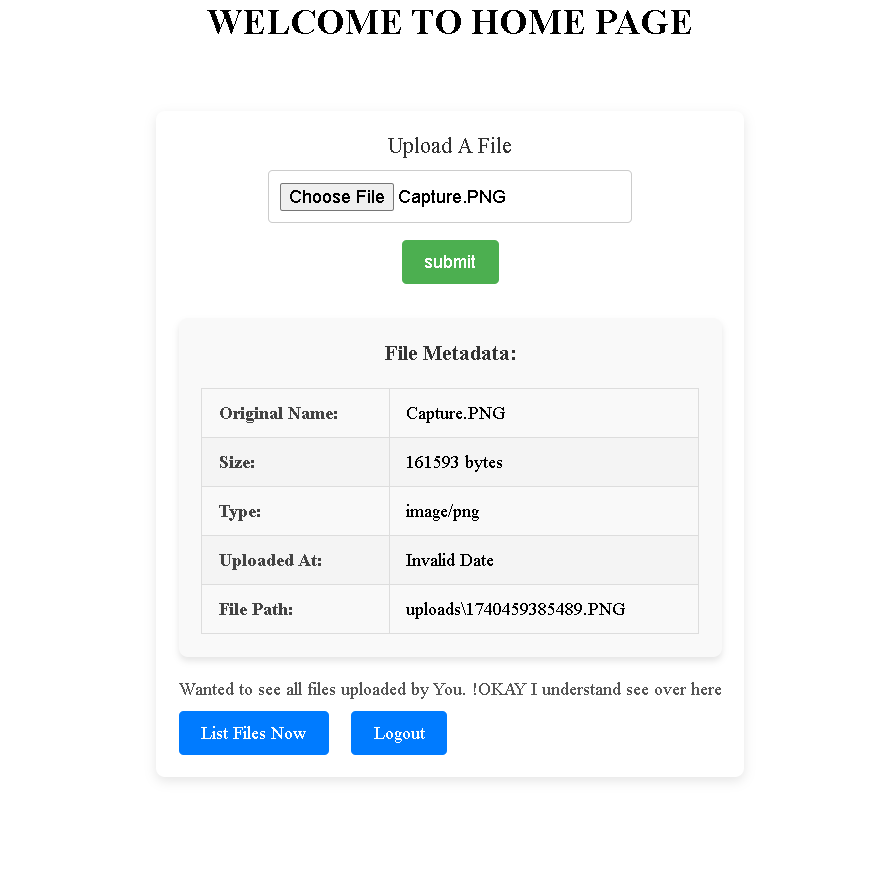 WELCOME TO HOME PAGE
Upload A File
Choose File Capture.PNG
submit
File Metadata:
Original Name: Capture.PNG
Size: 161593 bytes
Type: image/png
Uploaded At: Invalid Date
File Path: uploads\1740459385489.PNG
Wanted to see all files uploaded by You. !OKAY I understand see over here
List Files Now Logout